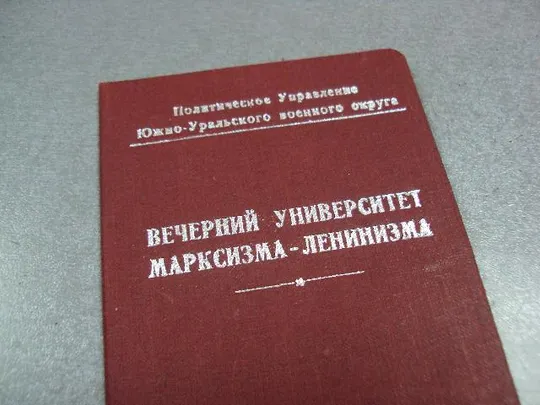 Политическое Управление
Южно-Уральского военного округа
ВЕЧЕРНИЙ УНИВЕРСИТЕТ
МАРКСИЗМА-ЛЕНИНИЗМА